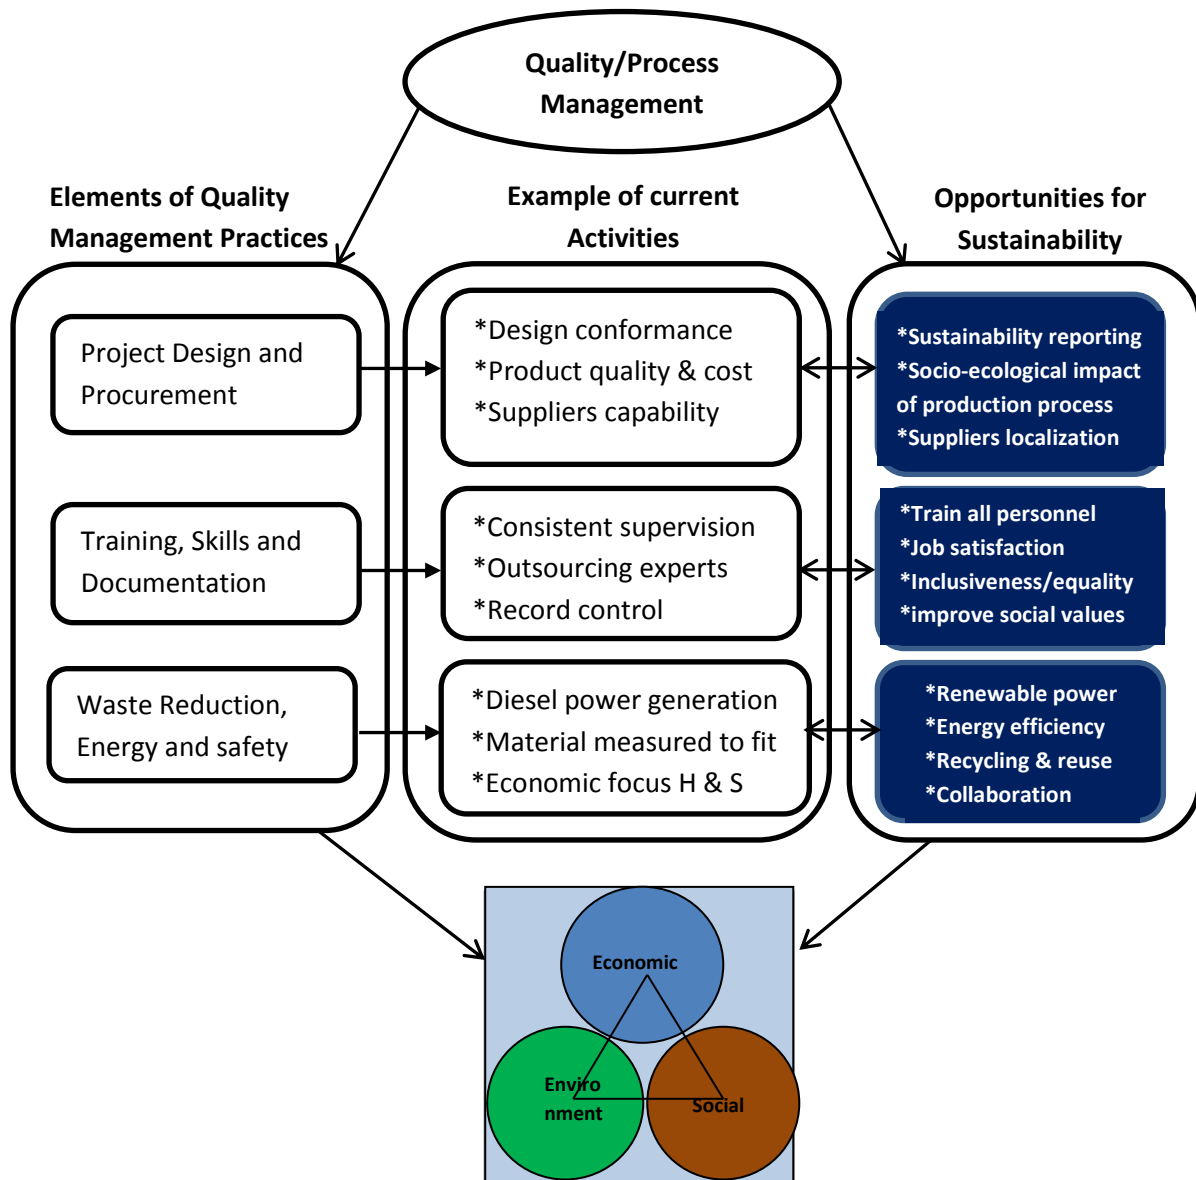 Quality/Process
Management
Elements of Quality
Management Practices
Example of current
Activities
Opportunities for
Sustainability
Project Design and
Procurement
*Design conformance
*Product quality & cost
*Suppliers capability
*Sustainability reporting
*Socio-ecological impact
of production process
*Suppliers localization
Training, Skills and
Documentation
*Consistent supervision
*Outsourcing experts
*Record control
*Train all personnel
*Job satisfaction
*Inclusiveness/equality
*improve social values
Waste Reduction,
Energy and safety
*Diesel power generation
*Material measured to fit
*Economic focus H & S
*Renewable power
*Energy efficiency
*Recycling & reuse
*Collaboration
Economic
Enviro
nment
Social